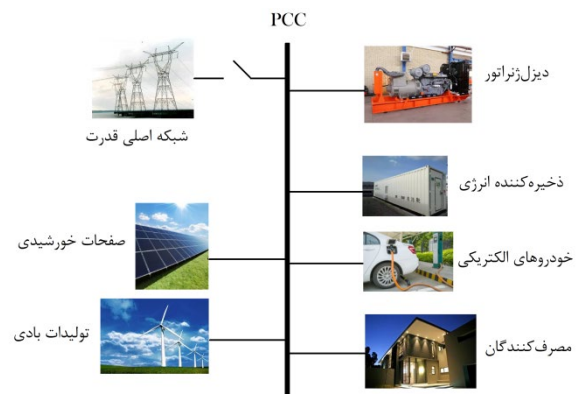 PCC
دیزل‌ژنراتور
شبکه اصلی قدرت
ذخیره‌کننده انرژی
صفحات خورشیدی
خودروهای الکتریکی
تولیدات بادی
مصرف‌کنندگان